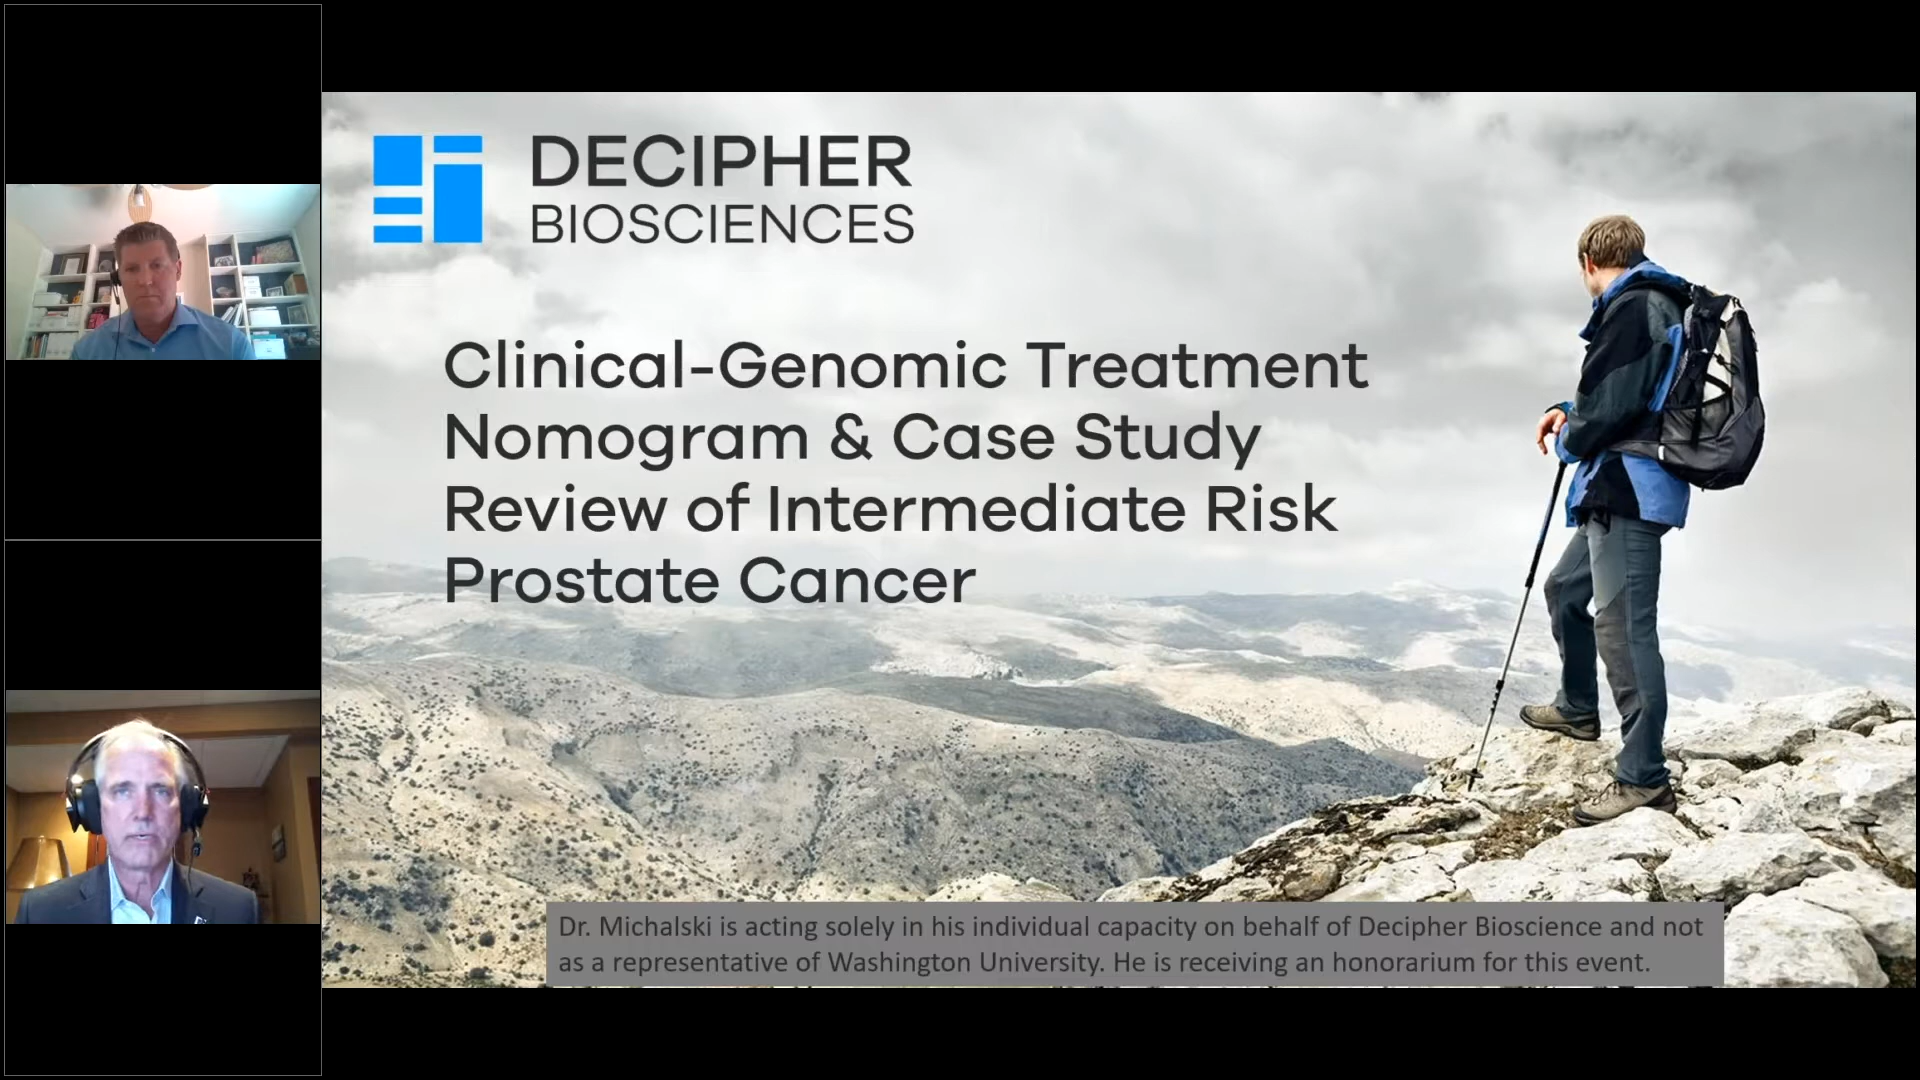 DECIPHER
BIOSCIENCES
Clinical-Genomic Treatment
Nomogram & Case Study
Review of Intermediate Risk
Prostate Cancer
Dr. Michalski is acting solely in his individual capacity on behalf of Decipher Bioscience and not
as a representative of Washington University. He is receiving an honorarium for this event.